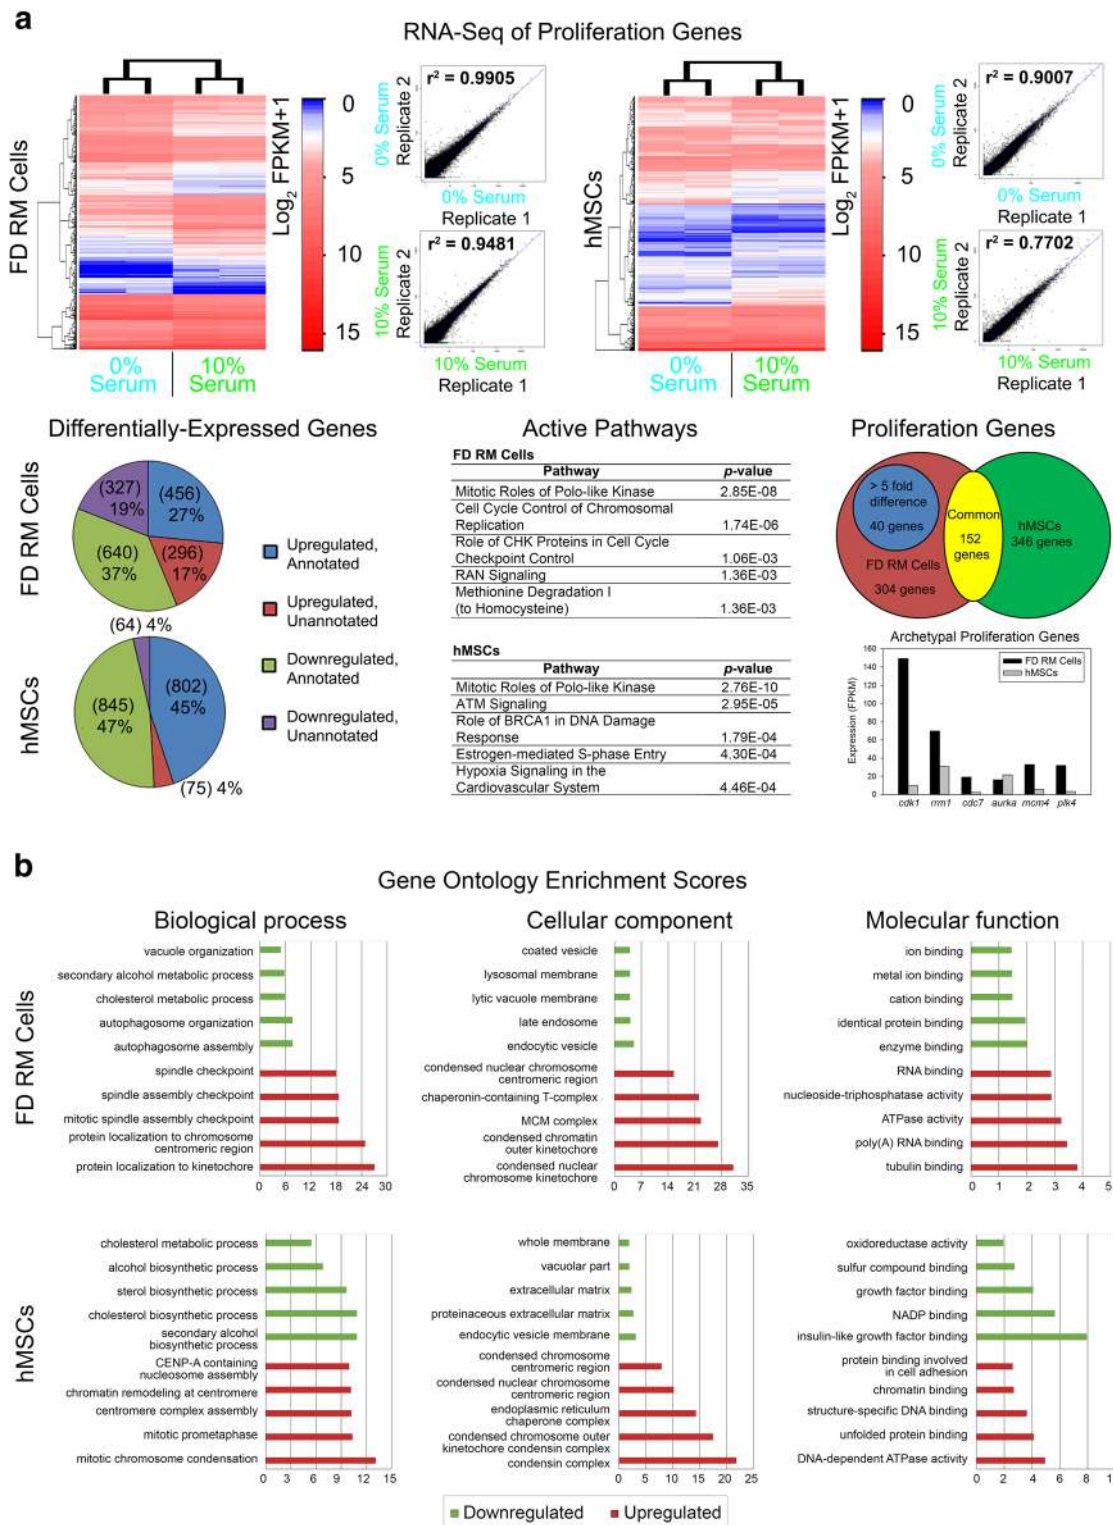 a
RNA-Seq of Proliferation Genes
FD RM Cells
0% Serum
10% Serum
0
5
10
15
Log2 FPKM+1
r² = 0.9905
0% Serum
Replicate 2
0% Serum
Replicate 1
r² = 0.9481
10% Serum
Replicate 2
10% Serum
Replicate 1
hMSCs
0% Serum
10% Serum
0
5
10
15
Log2 FPKM+1
r² = 0.9007
0% Serum
Replicate 2
0% Serum
Replicate 1
r² = 0.7702
10% Serum
Replicate 2
10% Serum
Replicate 1
Differentially-Expressed Genes
FD RM Cells
(327)
19%
(456)
27%
(640)
37%
(296)
17%
hMSCs
(64) 4%
(802)
45%
(845)
47%
(75) 4%
Upregulated,
Annotated
Upregulated,
Unannotated
Downregulated,
Annotated
Downregulated,
Unannotated
Active Pathways
FD RM Cells
Pathway p-value
Mitotic Roles of Polo-like Kinase 2.85E-08
Cell Cycle Control of Chromosomal
Replication 1.74E-06
Role of CHK Proteins in Cell Cycle
Checkpoint Control 1.06E-03
RAN Signaling 1.36E-03
Methionine Degradation I
(to Homocysteine) 1.36E-03
hMSCs
Pathway p-value
Mitotic Roles of Polo-like Kinase 2.76E-10
ATM Signaling 2.95E-05
Role of BRCA1 in DNA Damage
Response 1.79E-04
Estrogen-mediated S-phase Entry 4.30E-04
Hypoxia Signaling in the
Cardiovascular System 4.46E-04
Proliferation Genes
> 5 fold
difference
40 genes
FD RM Cells
304 genes
Common
152
genes
hMSCs
346 genes
Archetypal Proliferation Genes
Expression (FPKM)
160
140
120
100
80
60
40
20
0
FD RM Cells
hMSCs
cdk1 rrm1 cdc7 aurka mcm4 plk4
b
Gene Ontology Enrichment Scores
Biological process
Cellular component
Molecular function
FD RM Cells
vacuole organization
secondary alcohol metabolic process
cholesterol metabolic process
autophagosome organization
autophagosome assembly
spindle checkpoint
spindle assembly checkpoint
mitotic spindle assembly checkpoint
protein localization to chromosome
centromeric region
protein localization to kinetochore
0 6 12 18 24 30
coated vesicle
lysosomal membrane
lytic vacuole membrane
late endosome
endocytic vesicle
condensed nuclear chromosome
centromeric region
chaperonin-containing T-complex
MCM complex
condensed chromatin
outer kinetochore
condensed nuclear
chromosome kinetochore
0 7 14 21 28 35
ion binding
metal ion binding
cation binding
identical protein binding
enzyme binding
RNA binding
nucleoside-triphosphatase activity
ATPase activity
poly(A) RNA binding
tubulin binding
0 1 2 3 4 5
hMSCs
cholesterol metabolic process
alcohol biosynthetic process
sterol biosynthetic process
cholesterol biosynthetic process
secondary alcohol
biosynthetic process
CENP-A containing
nucleosome assembly
chromatin remodeling at centromere
centromere complex assembly
mitotic prometaphase
mitotic chromosome condensation
0 3 6 9 12 15
whole membrane
vacuolar part
extracellular matrix
proteinaceous extracellular matrix
endocytic vesicle membrane
condensed chromosome
centromeric region
condensed nuclear chromosome
centromeric region
endoplasmic reticulum
chaperone complex
condensed chromosome outer
kinetochore condensin complex
condensin complex
0 5 10 15 20 25
oxidoreductase activity
sulfur compound binding
growth factor binding
NADP binding
insulin-like growth factor binding
protein binding involved
in cell adhesion
chromatin binding
structure-specific DNA binding
unfolded protein binding
DNA-dependent ATPase activity
0 2 4 6 8
Downregulated
Upregulated